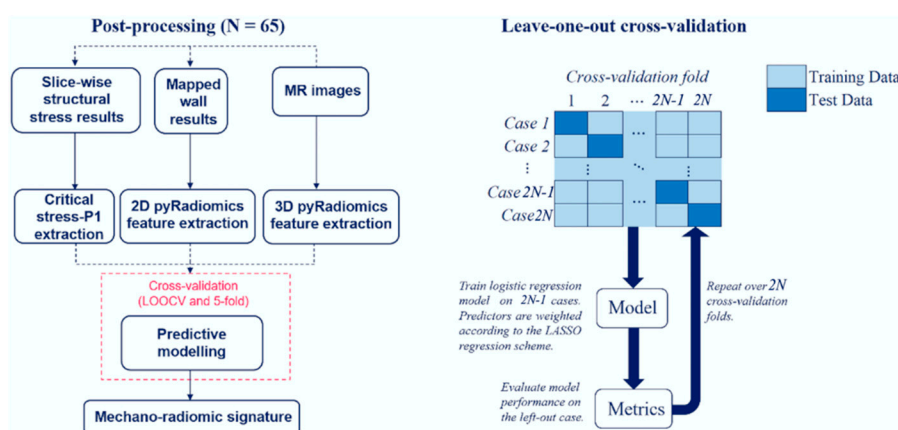 Post-processing (N = 65)
Slice-wise
structural
stress results
Mapped
wall
results
MR images
Critical
stress-P1
extraction
2D pyRadiomics
feature extraction
3D pyRadiomics
feature extraction
Cross-validation
(LOOCV and 5-fold)
Predictive
modelling
Mechano-radiomic signature
Leave-one-out cross-validation
Cross-validation fold
1 2 ... 2N-1 2N
Training Data
Test Data
Case 1
Case 2
Case 2N-1
Case2N
Train logistic regression
model on 2N-1 cases.
Predictors are weighted
according to the LASSO
regression scheme.
Model
Repeat over 2N
cross-validation
folds.
Evaluate model
performance on
the left-out case.
Metrics